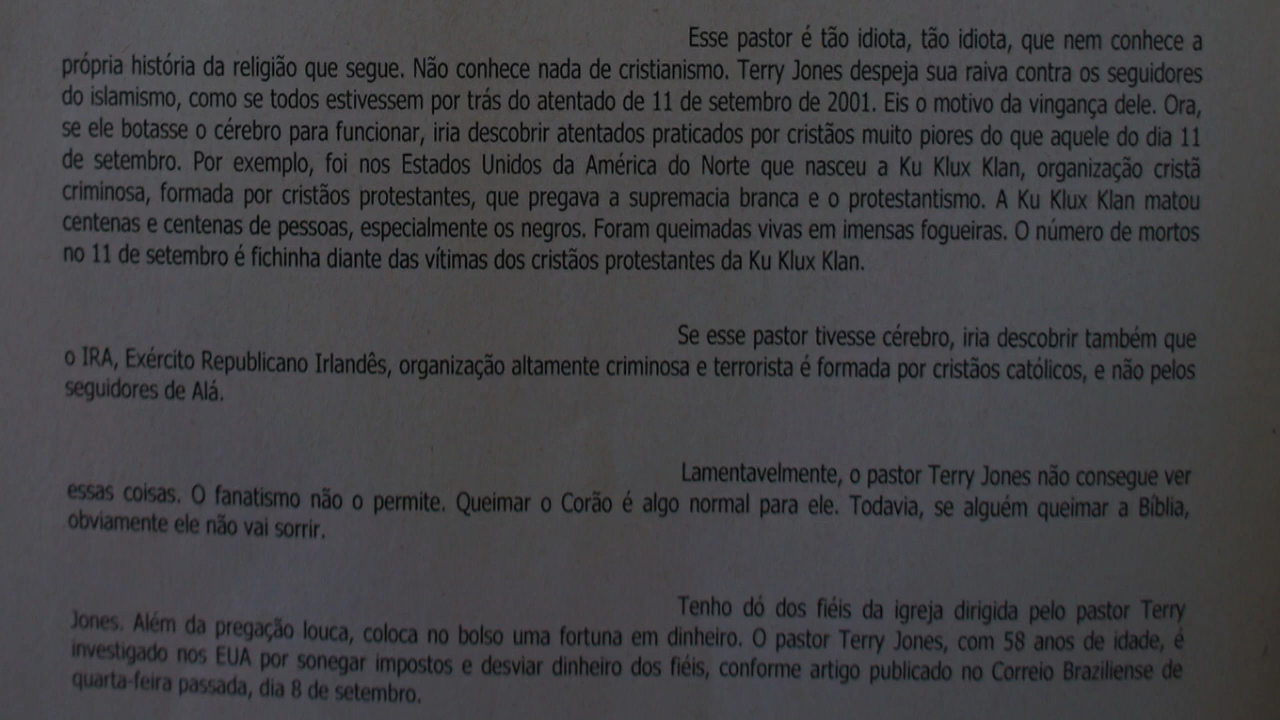 Esse pastor é tão idiota, tão idiota, que nem conhece a
própria história da religião que segue. Não conhece nada de cristianismo. Terry Jones despeja sua raiva contra os seguidores
do islamismo, como se todos estivessem por trás do atentado de 11 de setembro de 2001. Eis o motivo da vingança dele. Ora,
se ele botasse o cérebro para funcionar, iria descobrir atentados praticados por cristãos muito piores do que aquele do dia 11
de setembro. Por exemplo, foi nos Estados Unidos da América do Norte que nasceu a Ku Klux Klan, organização cristã
criminosa, formada por cristãos protestantes, que pregava a supremacia branca e o protestantismo. A Ku Klux Klan matou
centenas e centenas de pessoas, especialmente os negros. Foram queimadas vivas em imensas fogueiras. O número de mortos
no 11 de setembro é fichinha diante das vítimas dos cristãos protestantes da Ku Klux Klan.
Se esse pastor tivesse cérebro, iria descobrir também que
o IRA, Exército Republicano Irlandês, organização altamente criminosa e terrorista é formada por cristãos católicos, e não pelos
seguidores de Alá.
Lamentavelmente, o pastor Terry Jones não consegue ver
essas coisas. O fanatismo não o permite. Queimar o Corão é algo normal para ele. Todavia, se alguém queimar a Bíblia,
obviamente ele não vai sorrir.
Tenho dó dos fiéis da igreja dirigida pelo pastor Terry
Jones. Além da pregação louca, coloca no bolso uma fortuna em dinheiro. O pastor Terry Jones, com 58 anos de idade, é
investigado nos EUA por sonegar impostos e desviar dinheiro dos fiéis, conforme artigo publicado no Correio Braziliense de
quarta-feira passada, dia 8 de setembro.